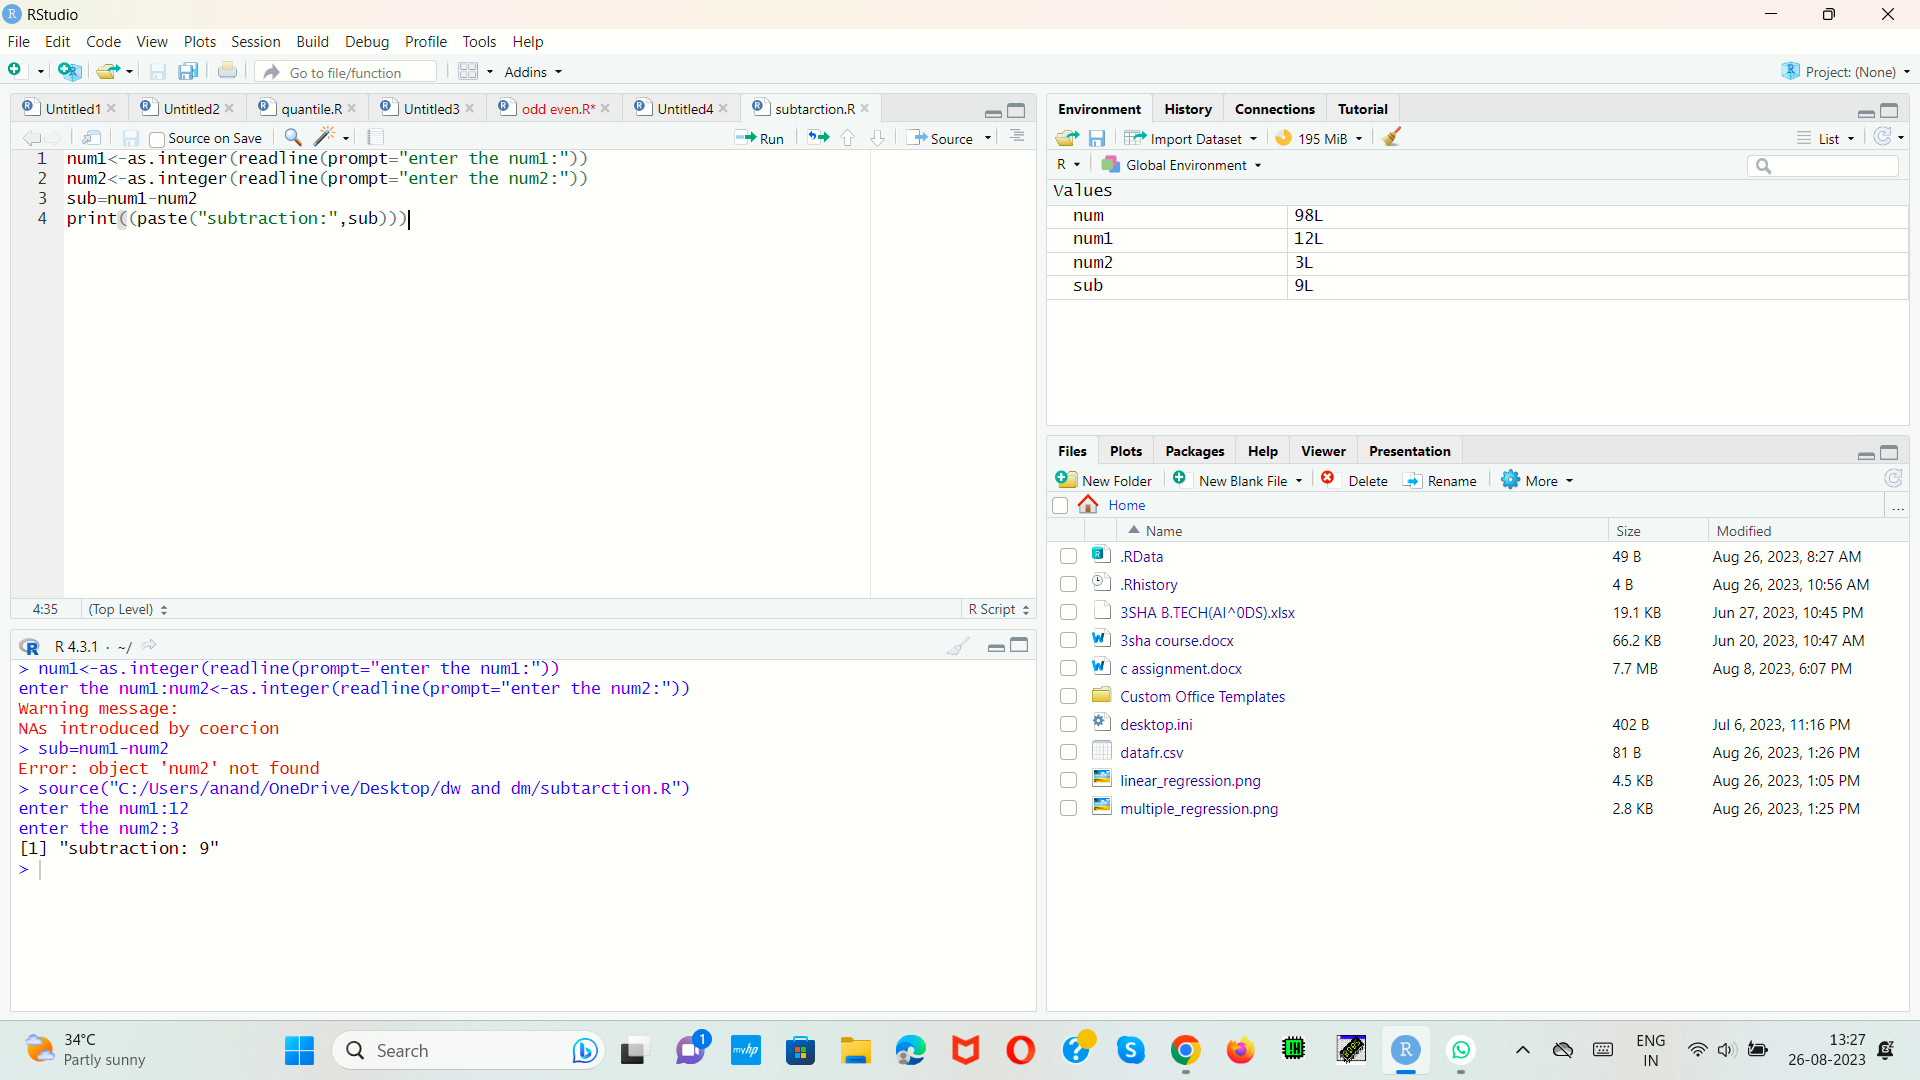 RStudio
File Edit Code View Plots Session Build Debug Profile Tools Help
Go to file/function Addins Project: (None)
Untitled1 Untitled2 quantile.R Untitled3 odd even.R* Untitled4 subtarction.R
Source on Save Run Source
1 num1<-as.integer(readline(prompt="enter the num1:"))
2 num2<-as.integer(readline(prompt="enter the num2:"))
3 sub=num1-num2
4 print((paste("subtraction:",sub)))
4:35 (Top Level) R Script
R 4.3.1 · ~/
> num1<-as.integer(readline(prompt="enter the num1:"))
enter the num1:num2<-as.integer(readline(prompt="enter the num2:"))
Warning message:
NAs introduced by coercion
> sub=num1-num2
Error: object 'num2' not found
> source("C:/Users/anand/OneDrive/Desktop/dw and dm/subtarction.R")
enter the num1:12
enter the num2:3
[1] "subtraction: 9"
>
Environment History Connections Tutorial
Import Dataset 195 MiB List
R Global Environment
Values
num 98L
num1 12L
num2 3L
sub 9L
Files Plots Packages Help Viewer Presentation
New Folder New Blank File Delete Rename More
Home ...
Name Size Modified
.RData 49 B Aug 26, 2023, 8:27 AM
.Rhistory 4 B Aug 26, 2023, 10:56 AM
3SHA B.TECH(AI^0DS).xlsx 19.1 KB Jun 27, 2023, 10:45 PM
3sha course.docx 66.2 KB Jun 20, 2023, 10:47 AM
c assignment.docx 7.7 MB Aug 8, 2023, 6:07 PM
Custom Office Templates
desktop.ini 402 B Jul 6, 2023, 11:16 PM
datafr.csv 81 B Aug 26, 2023, 1:26 PM
linear_regression.png 4.5 KB Aug 26, 2023, 1:05 PM
multiple_regression.png 2.8 KB Aug 26, 2023, 1:25 PM
34°C
Partly sunny
Search
1
myhp
ENG
IN
13:27
26-08-2023